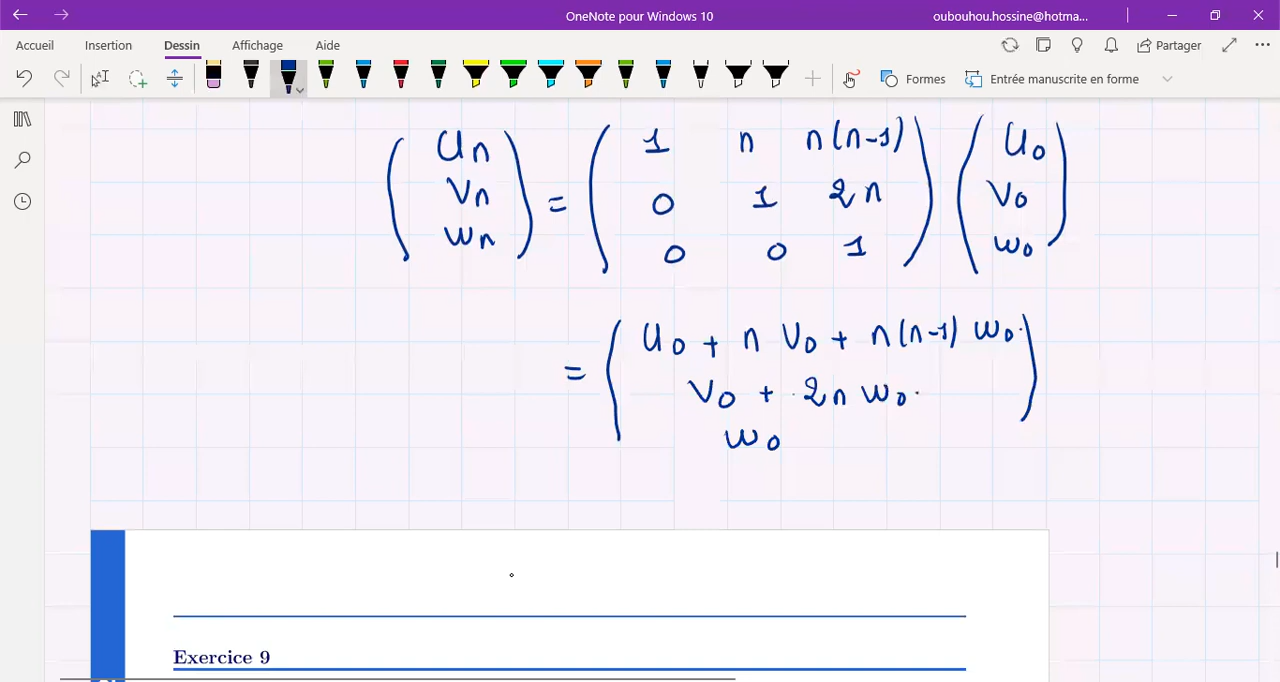 OneNote pour Windows 10
oubouhou.hossine@hotma...
Accueil Insertion Dessin Affichage Aide
Partager
Formes
Entrée manuscrite en forme
( Un ) = ( 1 n n(n-1) ) ( U0 )
( Vn ) ( 0 1 2n ) ( V0 )
( Wn ) ( 0 0 1 ) ( W0 )
= ( U0 + n V0 + n(n-1) W0 )
( V0 + 2n W0 )
( W0 )
Exercice 9